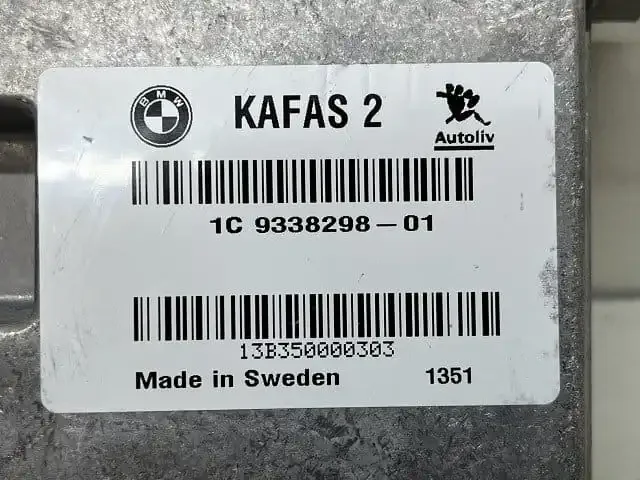 BMW
KAFAS 2
Autoliv
1C 9338298-01
13B350000303
Made in Sweden 1351